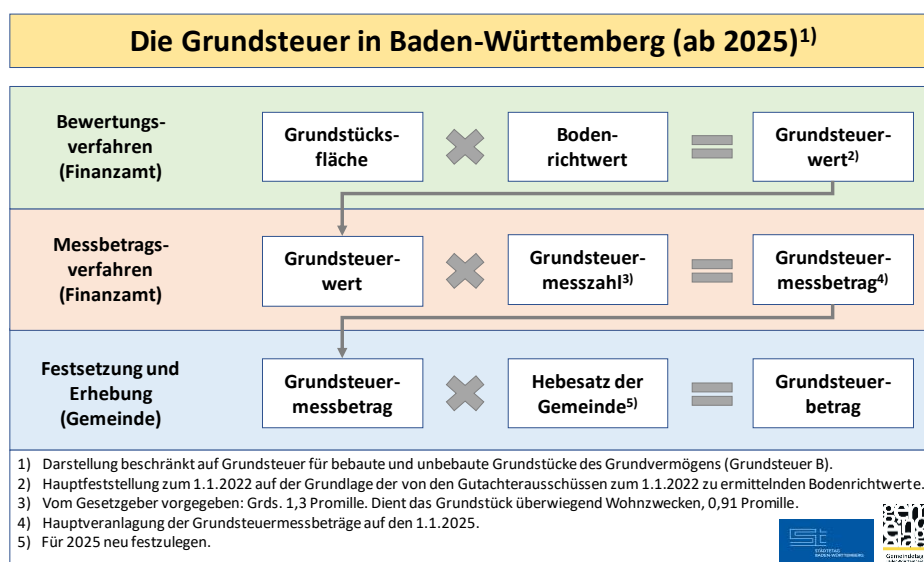 Die Grundsteuer in Baden-Württemberg (ab 2025)1)
Bewertungs-
verfahren
(Finanzamt)
Grundstücks-
fläche
Boden-
richtwert
Grundsteuer-
wert2)
Messbetrags-
verfahren
(Finanzamt)
Grundsteuer-
wert
Grundsteuer-
messzahl3)
Grundsteuer-
messbetrag4)
Festsetzung und
Erhebung
(Gemeinde)
Grundsteuer-
messbetrag
Hebesatz der
Gemeinde5)
Grundsteuer-
betrag
1) Darstellung beschränkt auf Grundsteuer für bebaute und unbebaute Grundstücke des Grundvermögens (Grundsteuer B).
2) Hauptfeststellung zum 1.1.2022 auf der Grundlage der von den Gutachterausschüssen zum 1.1.2022 zu ermittelnden Bodenrichtwerte.
3) Vom Gesetzgeber vorgegeben: Grds. 1,3 Promille. Dient das Grundstück überwiegend Wohnzwecken, 0,91 Promille.
4) Hauptveranlagung der Grundsteuermessbeträge auf den 1.1.2025.
5) Für 2025 neu festzulegen.
STÄDTETAG
BADEN-WÜRTTEMBERG
Gemeindetag